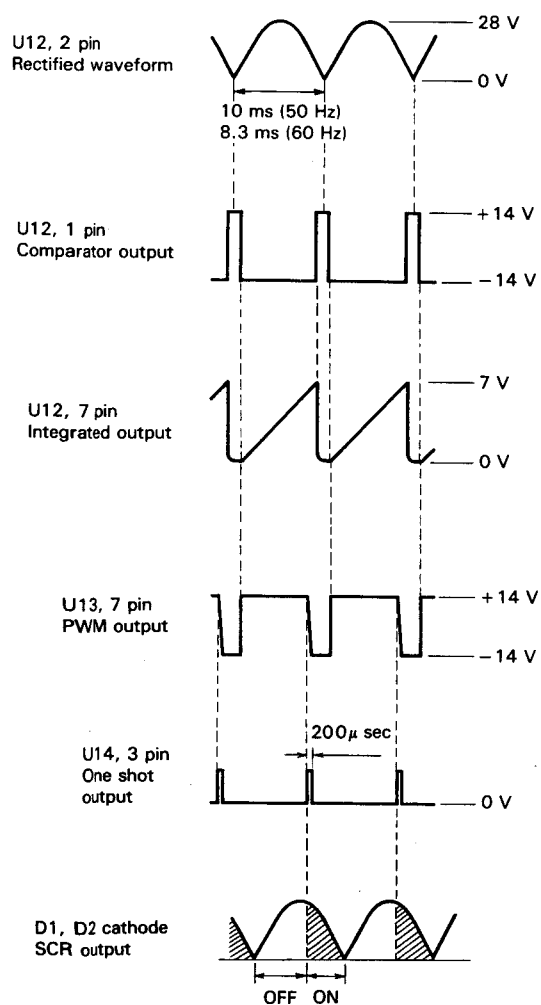 U12, 2 pin
Rectified waveform
28 V
0 V
10 ms (50 Hz)
8.3 ms (60 Hz)
U12, 1 pin
Comparator output
+14 V
−14 V
U12, 7 pin
Integrated output
7 V
0 V
U13, 7 pin
PWM output
+14 V
−14 V
200μ sec
U14, 3 pin
One shot
output
0 V
D1, D2 cathode
SCR output
OFF ON